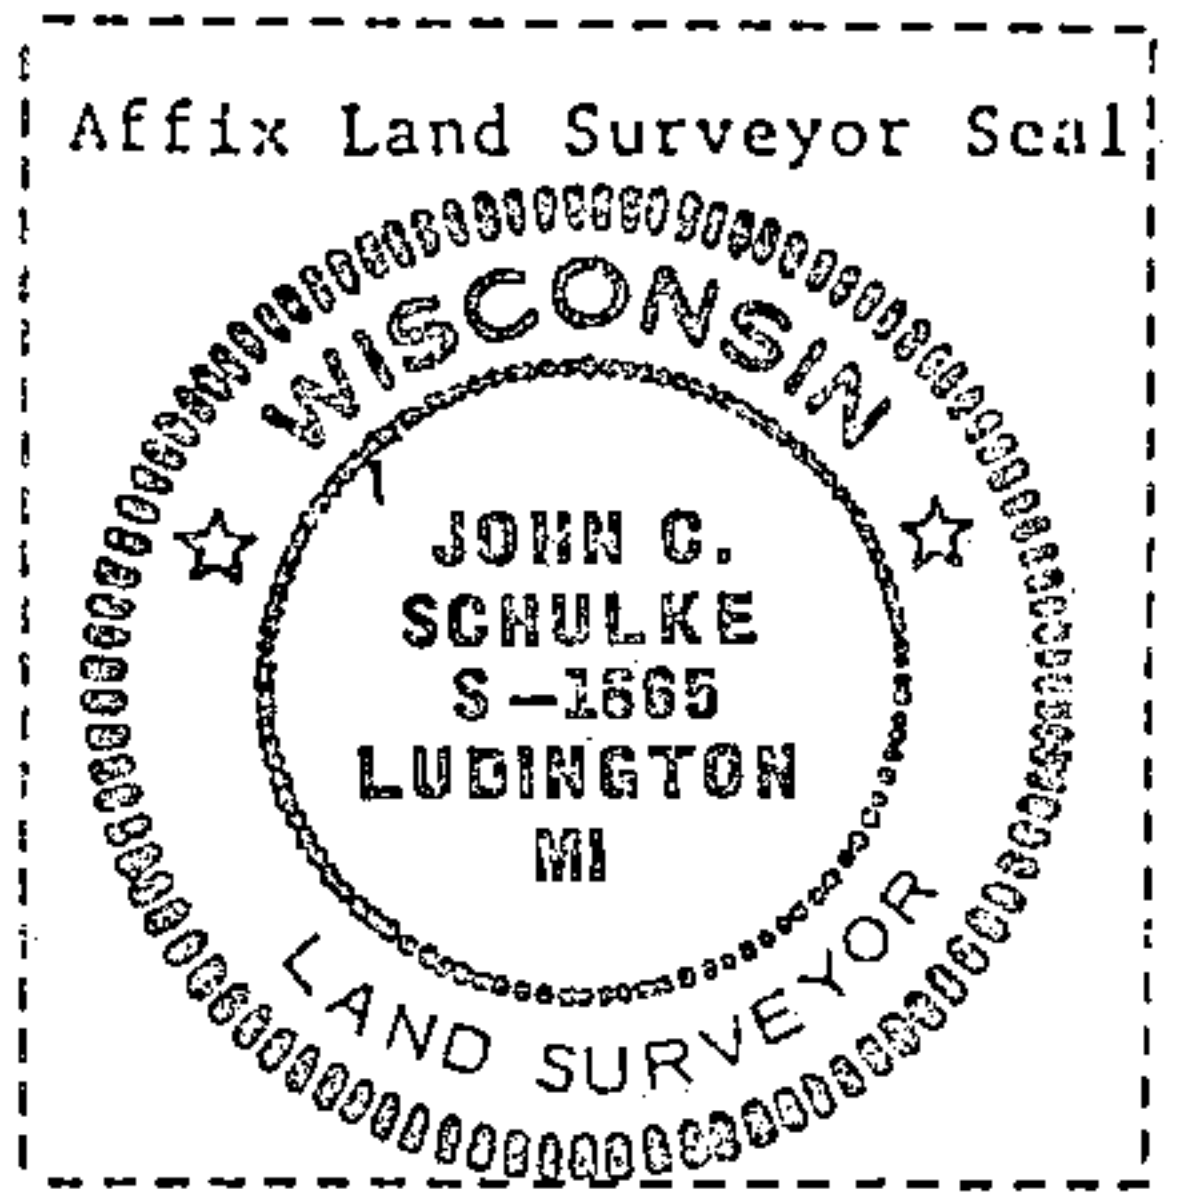 Affix Land Surveyor Seal
WISCONSIN
JOHN C.
SCHULKE
S-1665
LUDINGTON
MI
LAND SURVEYOR